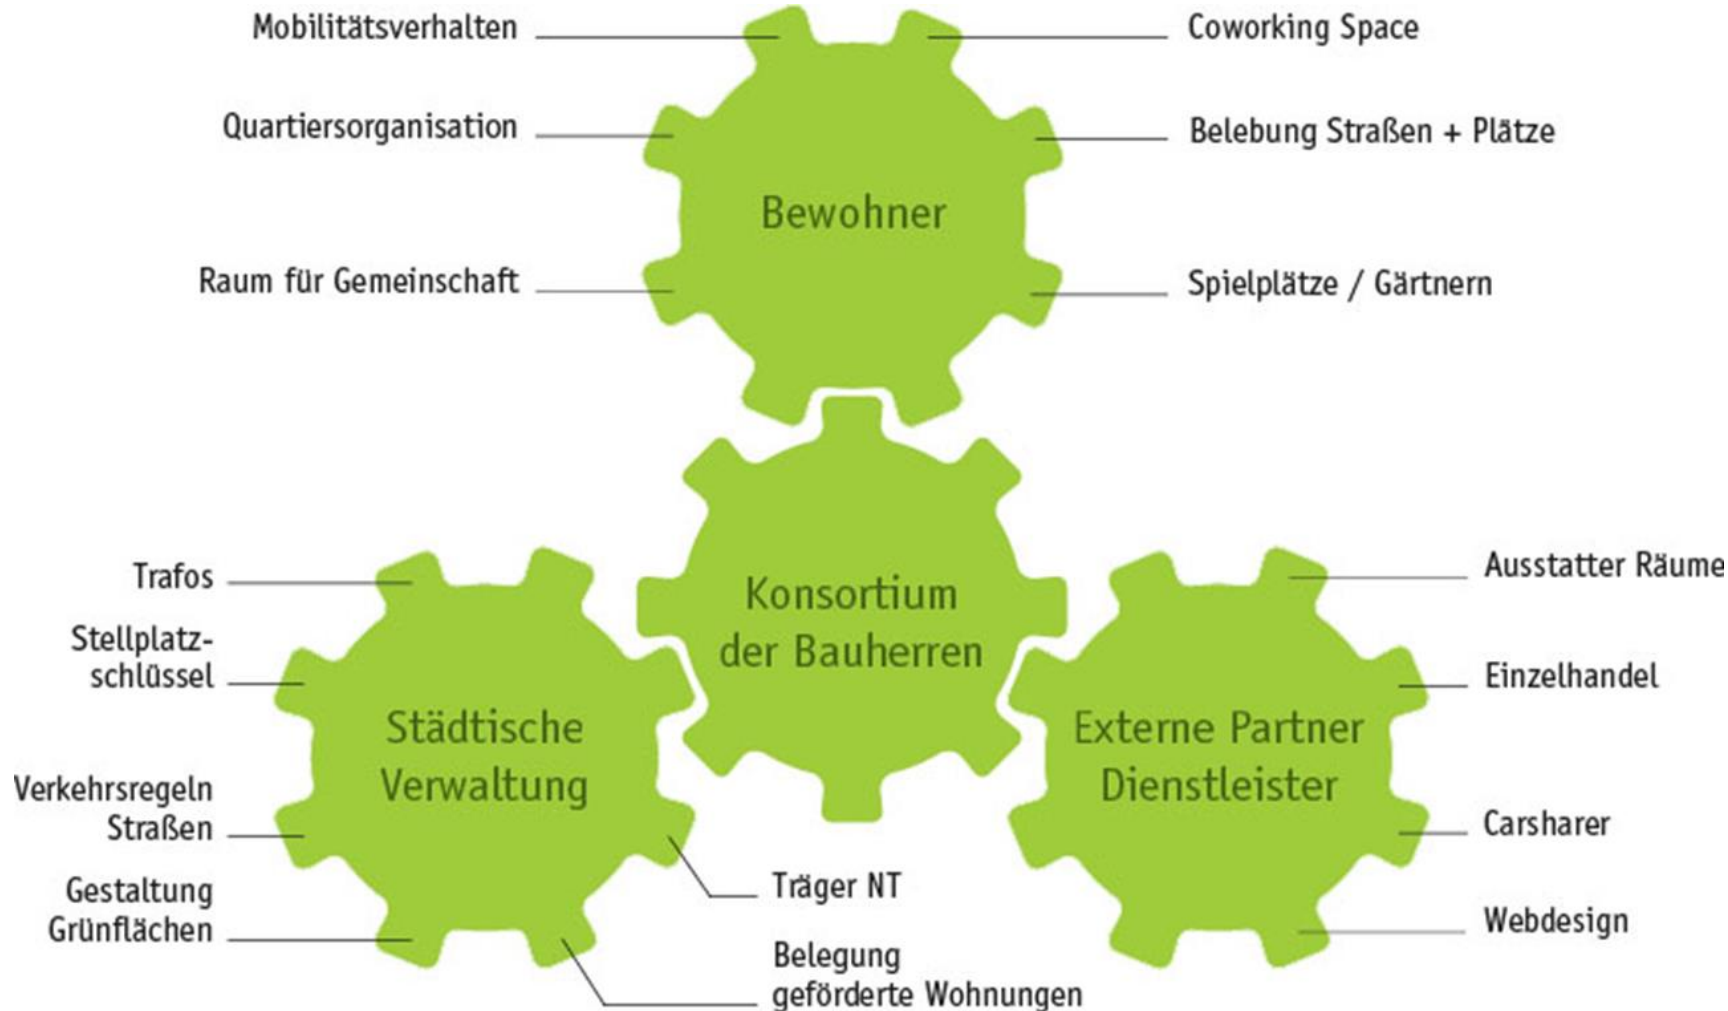 Mobilitätsverhalten
Coworking Space
Quartiersorganisation
Belebung Straßen + Plätze
Bewohner
Raum für Gemeinschaft
Spielplätze / Gärtnern
Konsortium
der Bauherren
Trafos
Stellplatz-
schlüssel
Städtische
Verwaltung
Verkehrsregeln
Straßen
Gestaltung
Grünflächen
Träger NT
Belegung
geförderte Wohnungen
Externe Partner
Dienstleister
Ausstatter Räume
Einzelhandel
Carsharer
Webdesign